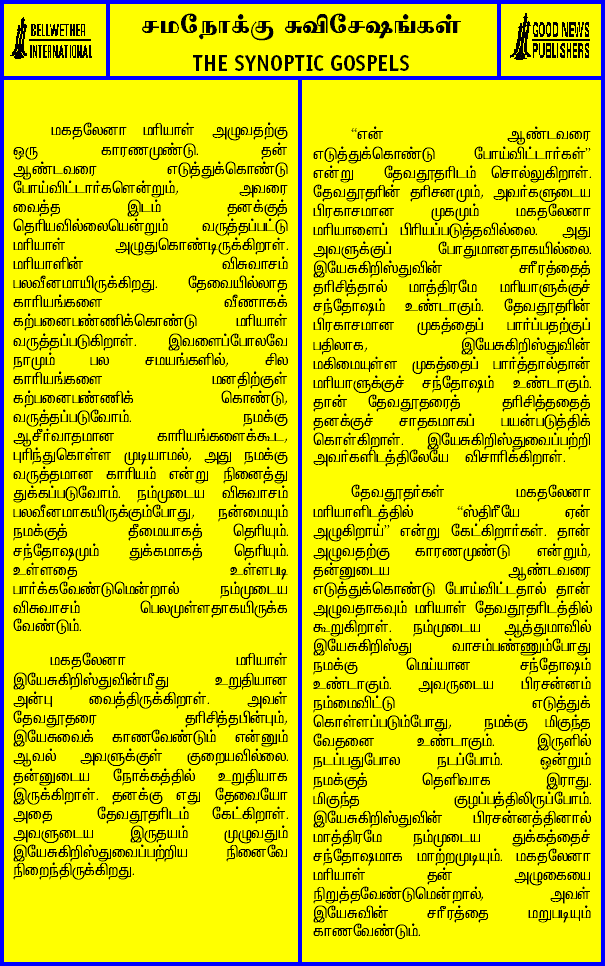 BELLWETHER
INTERNATIONAL
சமநோக்கு சுவிசேஷங்கள்
THE SYNOPTIC GOSPELS
GOOD NEWS
PUBLISHERS
மகதலேனா மரியாள் அழுவதற்கு
ஒரு காரணமுண்டு. தன்
ஆண்டவரை எடுத்துக்கொண்டு
போய்விட்டார்களென்றும், அவரை
வைத்த இடம் தனக்குத்
தெரியவில்லையென்றும் வருத்தப்பட்டு
மரியாள் அழுதுகொண்டிருக்கிறாள்.
மரியாளின் விசுவாசம்
பலவீனமாயிருக்கிறது. தேவையில்லாத
காரியங்களை வீணாகக்
கற்பனைபண்ணிக்கொண்டு மரியாள்
வருத்தப்படுகிறாள். இவளைப்போலவே
நாமும் பல சமயங்களில், சில
காரியங்களை மனதிற்குள்
கற்பனைபண்ணிக் கொண்டு,
வருத்தப்படுவோம். நமக்கு
ஆசீர்வாதமான காரியங்களைக்கூட,
புரிந்துகொள்ள முடியாமல், அது நமக்கு
வருத்தமான காரியம் என்று நினைத்து
துக்கப்படுவோம். நம்முடைய விசுவாசம்
பலவீனமாகயிருக்கும்போது, நன்மையும்
நமக்குத் தீமையாகத் தெரியும்.
சந்தோஷமும் துக்கமாகத் தெரியும்.
உள்ளதை உள்ளபடி
பார்க்கவேண்டுமென்றால் நம்முடைய
விசுவாசம் பெலமுள்ளதாகயிருக்க
வேண்டும்.
மகதலேனா மரியாள்
இயேசுகிறிஸ்துவின்மீது உறுதியான
அன்பு வைத்திருக்கிறாள். அவள்
தேவதூதரை தரிசித்தபின்பும்,
இயேசுவைக் காணவேண்டும் என்னும்
ஆவல் அவளுக்குள் குறையவில்லை.
தன்னுடைய நோக்கத்தில் உறுதியாக
இருக்கிறாள். தனக்கு எது தேவையோ
அதை தேவதூதரிடம் கேட்கிறாள்.
அவளுடைய இருதயம் முழுவதும்
இயேசுகிறிஸ்துவைப்பற்றிய நினைவே
நிறைந்திருக்கிறது.
“என் ஆண்டவரை
எடுத்துக்கொண்டு போய்விட்டார்கள்”
என்று தேவதூதரிடம் சொல்லுகிறாள்.
தேவதூதரின் தரிசனமும், அவர்களுடைய
பிரகாசமான முகமும் மகதலேனா
மரியாளைப் பிரியப்படுத்தவில்லை. அது
அவளுக்குப் போதுமானதாகயில்லை.
இயேசுகிறிஸ்துவின் சரீரத்தைத்
தரிசித்தால் மாத்திரமே மரியாளுக்குச்
சந்தோஷம் உண்டாகும். தேவதூதரின்
பிரகாசமான முகத்தைப் பார்ப்பதற்குப்
பதிலாக, இயேசுகிறிஸ்துவின்
மகிமையுள்ள முகத்தைப் பார்த்தால்தான்
மரியாளுக்குச் சந்தோஷம் உண்டாகும்.
தான் தேவதூதரைத் தரிசித்ததைத்
தனக்குச் சாதகமாகப் பயன்படுத்திக்
கொள்கிறாள். இயேசுகிறிஸ்துவைப்பற்றி
அவர்களிடத்திலேயே விசாரிக்கிறாள்.
தேவதூதர்கள் மகதலேனா
மரியாளிடத்தில் “ஸ்திரீயே ஏன்
அழுகிறாய்” என்று கேட்கிறார்கள். தான்
அழுவதற்கு காரணமுண்டு என்றும்,
தன்னுடைய ஆண்டவரை
எடுத்துக்கொண்டு போய்விட்டதால் தான்
அழுவதாகவும் மரியாள் தேவதூதரிடத்தில்
கூறுகிறாள். நம்முடைய ஆத்துமாவில்
இயேசுகிறிஸ்து வாசம்பண்ணும்போது
நமக்கு மெய்யான சந்தோஷம்
உண்டாகும். அவருடைய பிரசன்னம்
நம்மைவிட்டு எடுத்துக்
கொள்ளப்படும்போது, நமக்கு மிகுந்த
வேதனை உண்டாகும். இருளில்
நடப்பதுபோல நடப்போம். ஒன்றும்
நமக்குத் தெளிவாக இராது.
மிகுந்த குழப்பத்திலிருப்போம்.
இயேசுகிறிஸ்துவின் பிரசன்னத்தினால்
மாத்திரமே நம்முடைய துக்கத்தைச்
சந்தோஷமாக மாற்றமுடியும். மகதலேனா
மரியாள் தன் அழுகையை
நிறுத்தவேண்டுமென்றால், அவள்
இயேசுவின் சரீரத்தை மறுபடியும்
காணவேண்டும்.